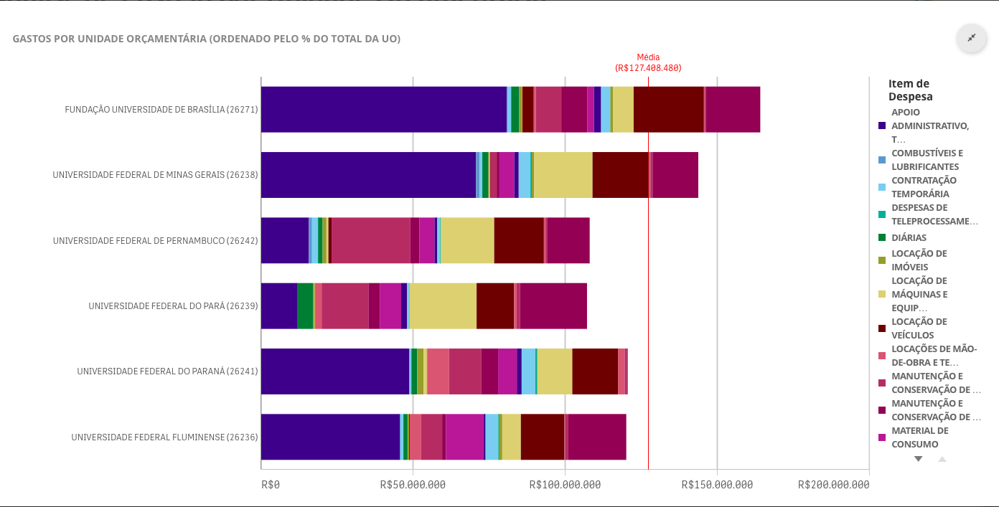 GASTOS POR UNIDADE ORÇAMENTÁRIA (ORDENADO PELO % DO TOTAL DA UO)
Média
(R$127.408.480)
FUNDAÇÃO UNIVERSIDADE DE BRASÍLIA (26271)
UNIVERSIDADE FEDERAL DE MINAS GERAIS (26238)
UNIVERSIDADE FEDERAL DE PERNAMBUCO (26242)
UNIVERSIDADE FEDERAL DO PARÁ (26239)
UNIVERSIDADE FEDERAL DO PARANÁ (26241)
UNIVERSIDADE FEDERAL FLUMINENSE (26236)
R$0 R$50.000.000 R$100.000.000 R$150.000.000 R$200.000.000
Item de
Despesa
APOIO
ADMINISTRATIVO,
T...
COMBUSTÍVEIS E
LUBRIFICANTES
CONTRATAÇÃO
TEMPORÁRIA
DESPESAS DE
TELEPROCESSAME...
DIÁRIAS
LOCAÇÃO DE
IMÓVEIS
LOCAÇÃO DE
MÁQUINAS E
EQUIP...
LOCAÇÃO DE
VEÍCULOS
LOCAÇÕES DE MÃO-
DE-OBRA E TE...
MANUTENÇÃO E
CONSERVAÇÃO DE ...
MANUTENÇÃO E
CONSERVAÇÃO DE ...
MATERIAL DE
CONSUMO